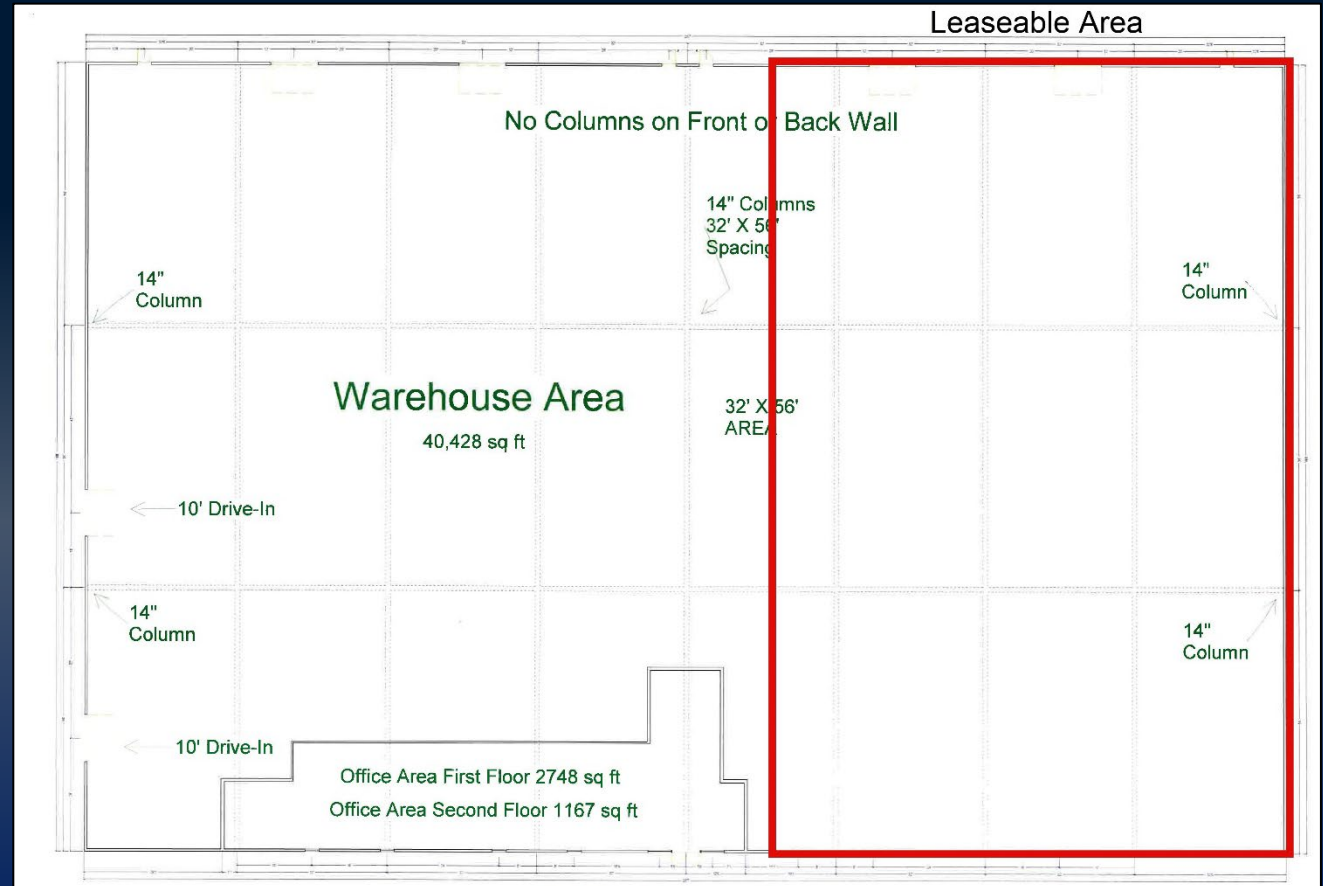 Leaseable Area
No Columns on Front or Back Wall
14" Columns
32' X 56'
Spacing
14"
Column
14"
Column
Warehouse Area
40,428 sq ft
32' X 56'
AREA
10' Drive-In
14"
Column
14"
Column
10' Drive-In
Office Area First Floor 2748 sq ft
Office Area Second Floor 1167 sq ft